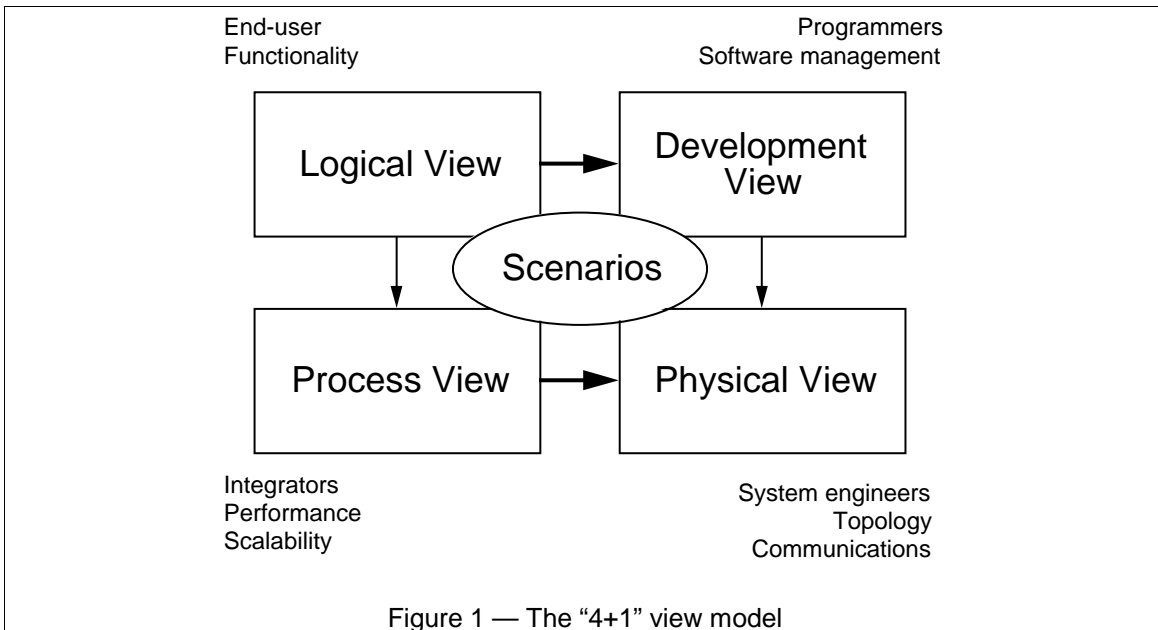 End-user
Functionality
Programmers
Software management
Logical View
Development
View
Scenarios
Process View
Physical View
Integrators
Performance
Scalability
System engineers
Topology
Communications
Figure 1 — The “4+1” view model